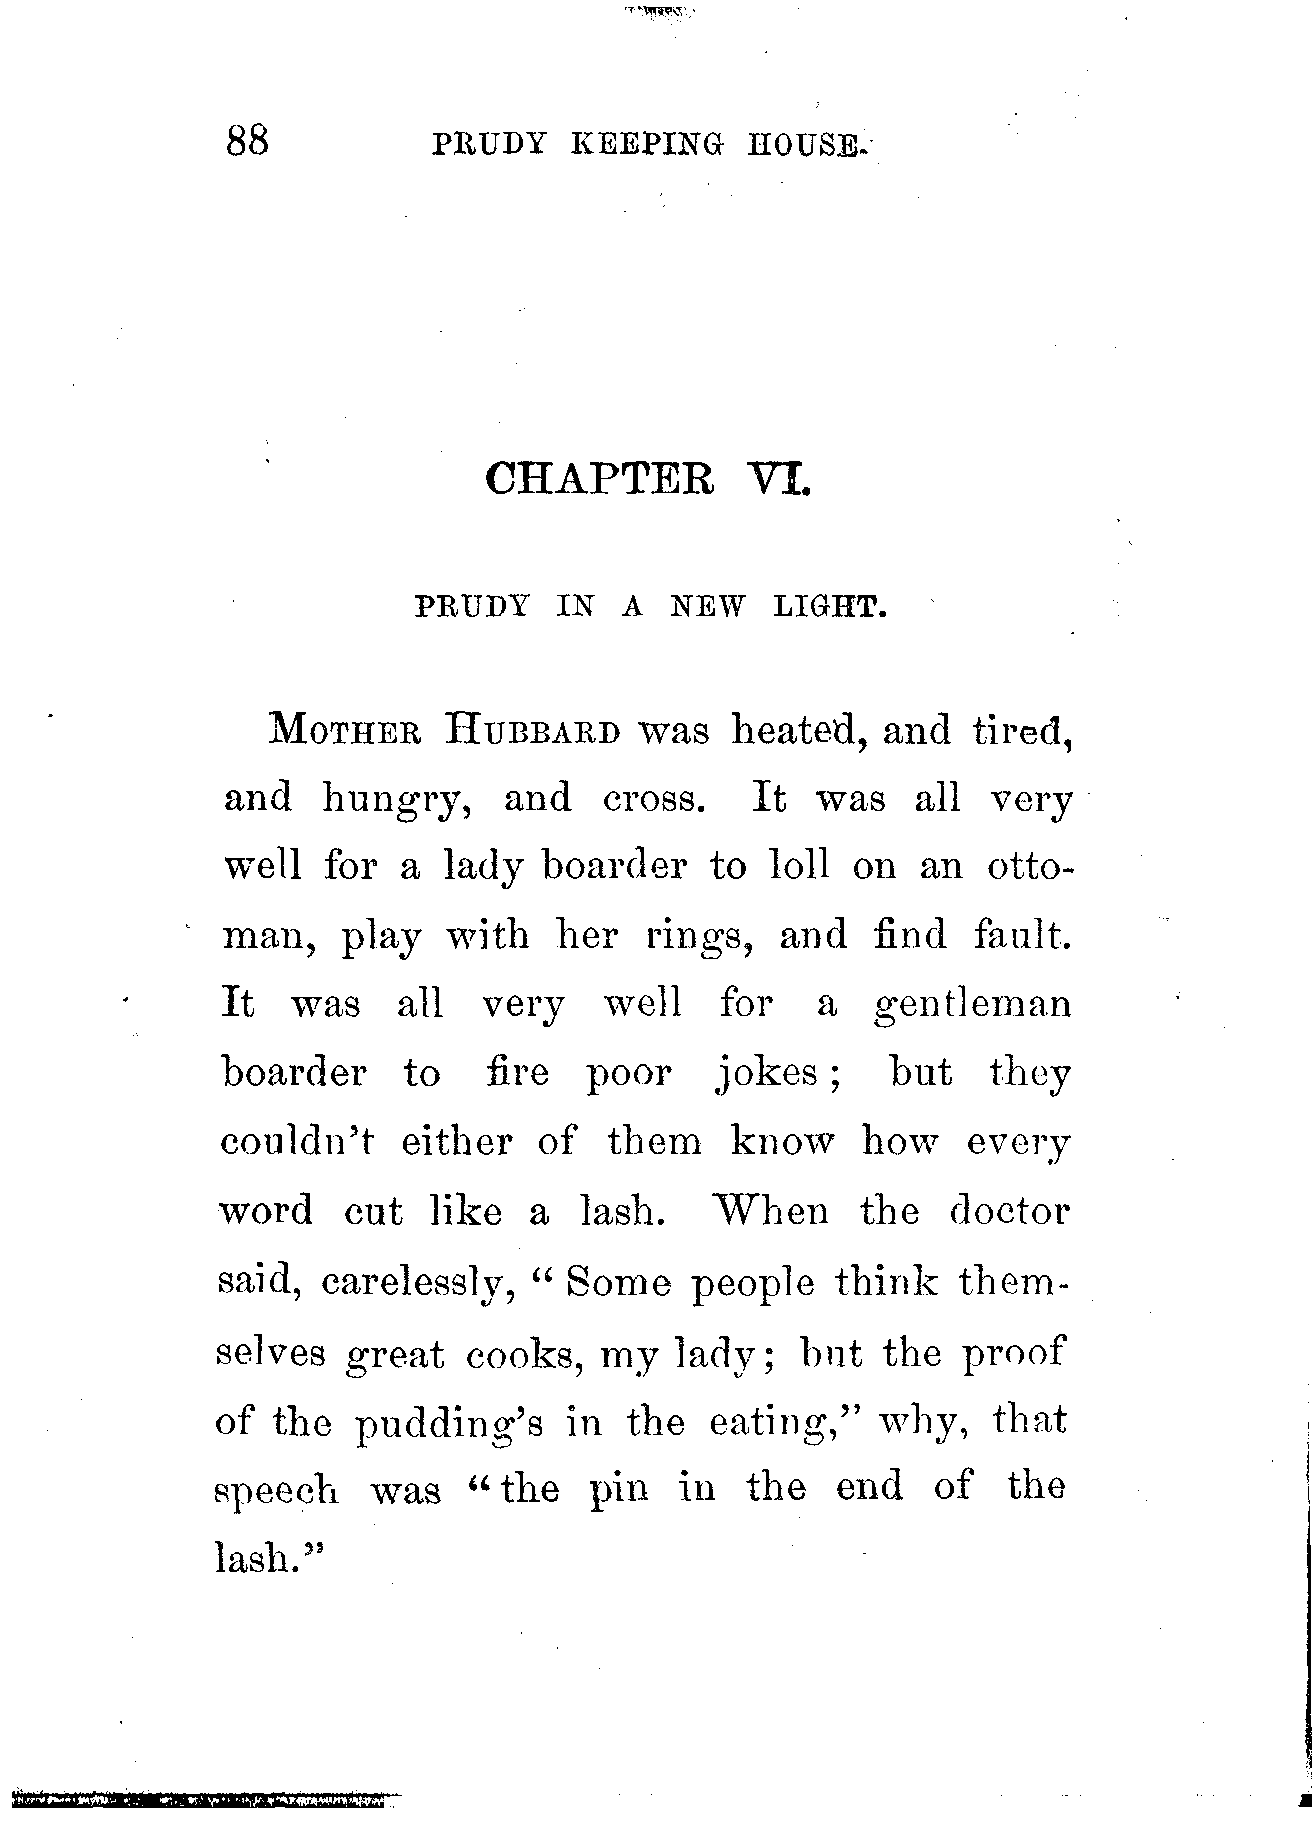 88 PRUDY KEEPING HOUSE.
CHAPTER VI.
PRUDY IN A NEW LIGHT.
MOTHER HUBBARD was heated, and tired,
and hungry, and cross. It was all very
well for a lady boarder to loll on an otto-
man, play with her rings, and find fault.
It was all very well for a gentleman
boarder to fire poor jokes; but they
couldn't either of them know how every
word cut like a lash. When the doctor
said, carelessly, "Some people think them-
selves great cooks, my lady; but the proof
of the pudding's in the eating," why, that
speech was "the pin in the end of the
lash."